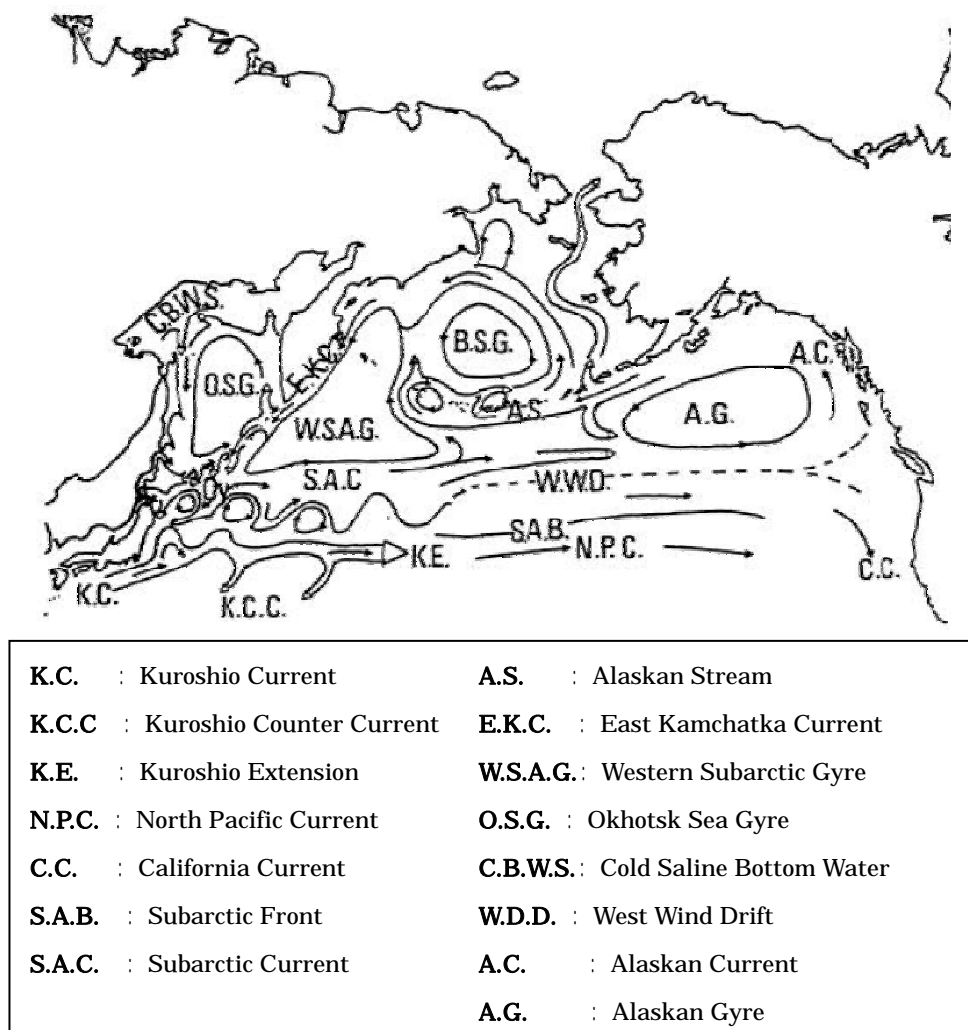 C.B.W.S.
O.S.G.
E.K.C.
B.S.G.
A.S.
A.C.
A.G.
W.S.A.G.
S.A.C
W.W.D.
S.A.B.
N.P.C.
K.E.
K.C.
K.C.C.
C.C.
K.C. : Kuroshio Current
K.C.C : Kuroshio Counter Current
K.E. : Kuroshio Extension
N.P.C. : North Pacific Current
C.C. : California Current
S.A.B. : Subarctic Front
S.A.C. : Subarctic Current
A.S. : Alaskan Stream
E.K.C. : East Kamchatka Current
W.S.A.G. : Western Subarctic Gyre
O.S.G. : Okhotsk Sea Gyre
C.B.W.S. : Cold Saline Bottom Water
W.D.D. : West Wind Drift
A.C. : Alaskan Current
A.G. : Alaskan Gyre